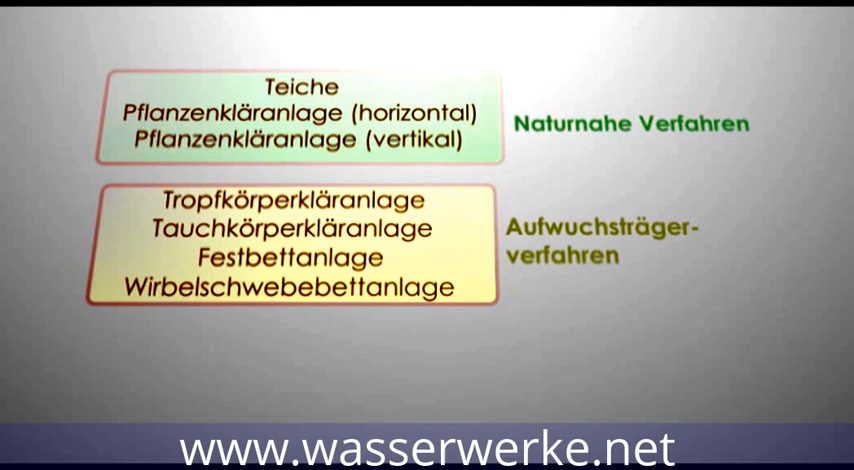 Teiche
Pflanzenkläranlage (horizontal)
Pflanzenkläranlage (vertikal)
Naturnahe Verfahren
Tropfkörperkläranlage
Tauchkörperkläranlage
Festbettanlage
Wirbelschwebebettanlage
Aufwuchsträger-
verfahren
www.wasserwerke.net